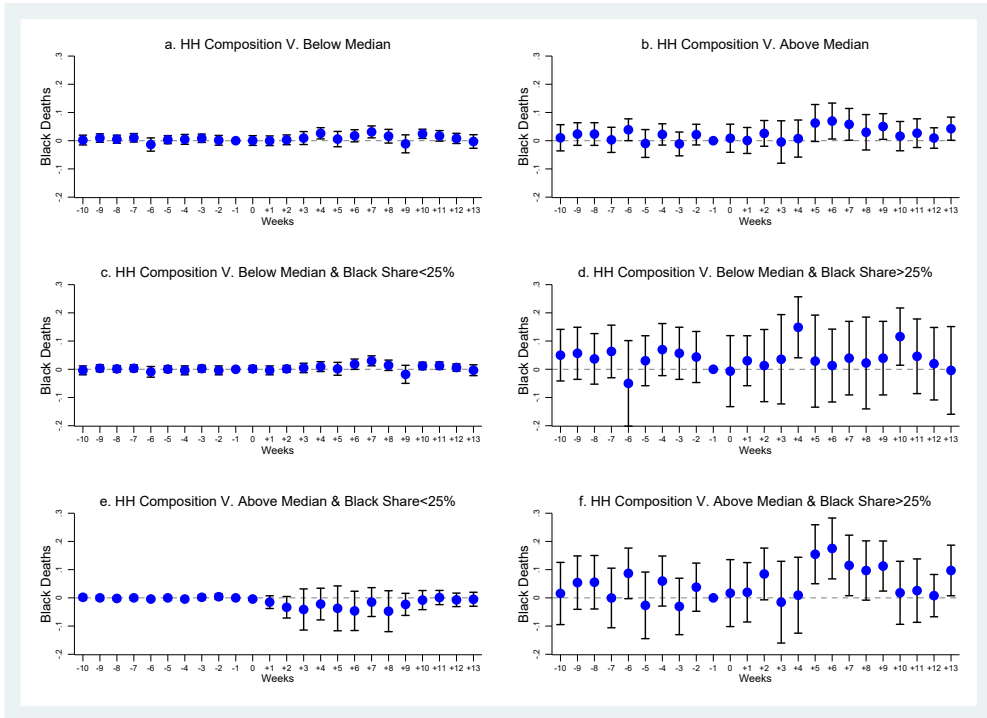 a. HH Composition V. Below Median
Black Deaths
.3
.2
.1
0
-.1
-.2
-10 -9 -8 -7 -6 -5 -4 -3 -2 -1 0 +1 +2 +3 +4 +5 +6 +7 +8 +9 +10 +11 +12 +13
Weeks
b. HH Composition V. Above Median
Black Deaths
.3
.2
.1
0
-.1
-.2
-10 -9 -8 -7 -6 -5 -4 -3 -2 -1 0 +1 +2 +3 +4 +5 +6 +7 +8 +9 +10 +11 +12 +13
Weeks
c. HH Composition V. Below Median & Black Share<25%
Black Deaths
.3
.2
.1
0
-.1
-.2
-10 -9 -8 -7 -6 -5 -4 -3 -2 -1 0 +1 +2 +3 +4 +5 +6 +7 +8 +9 +10 +11 +12 +13
Weeks
d. HH Composition V. Below Median & Black Share>25%
Black Deaths
.3
.2
.1
0
-.1
-.2
-10 -9 -8 -7 -6 -5 -4 -3 -2 -1 0 +1 +2 +3 +4 +5 +6 +7 +8 +9 +10 +11 +12 +13
Weeks
e. HH Composition V. Above Median & Black Share<25%
Black Deaths
.3
.2
.1
0
-.1
-.2
-10 -9 -8 -7 -6 -5 -4 -3 -2 -1 0 +1 +2 +3 +4 +5 +6 +7 +8 +9 +10 +11 +12 +13
Weeks
f. HH Composition V. Above Median & Black Share>25%
Black Deaths
.3
.2
.1
0
-.1
-.2
-10 -9 -8 -7 -6 -5 -4 -3 -2 -1 0 +1 +2 +3 +4 +5 +6 +7 +8 +9 +10 +11 +12 +13
Weeks